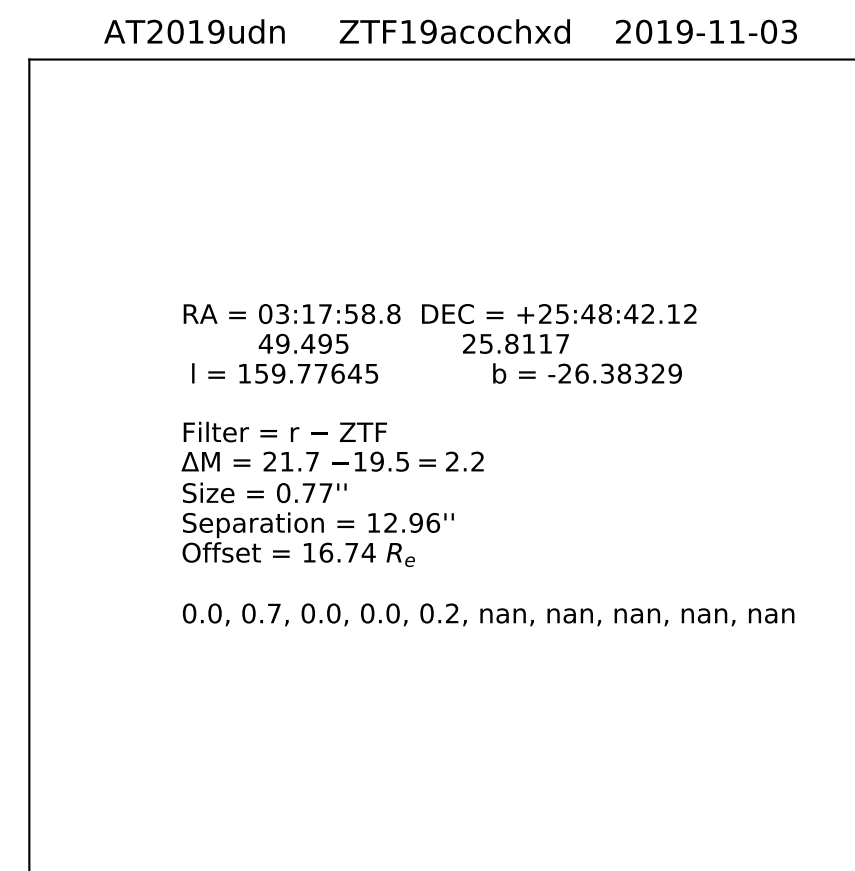 AT2019udn ZTF19acochxd 2019-11-03
RA = 03:17:58.8 DEC = +25:48:42.12
49.495 25.8117
l = 159.77645 b = -26.38329
Filter = r − ZTF
ΔM = 21.7 −19.5 = 2.2
Size = 0.77''
Separation = 12.96''
Offset = 16.74 Re
0.0, 0.7, 0.0, 0.0, 0.2, nan, nan, nan, nan, nan